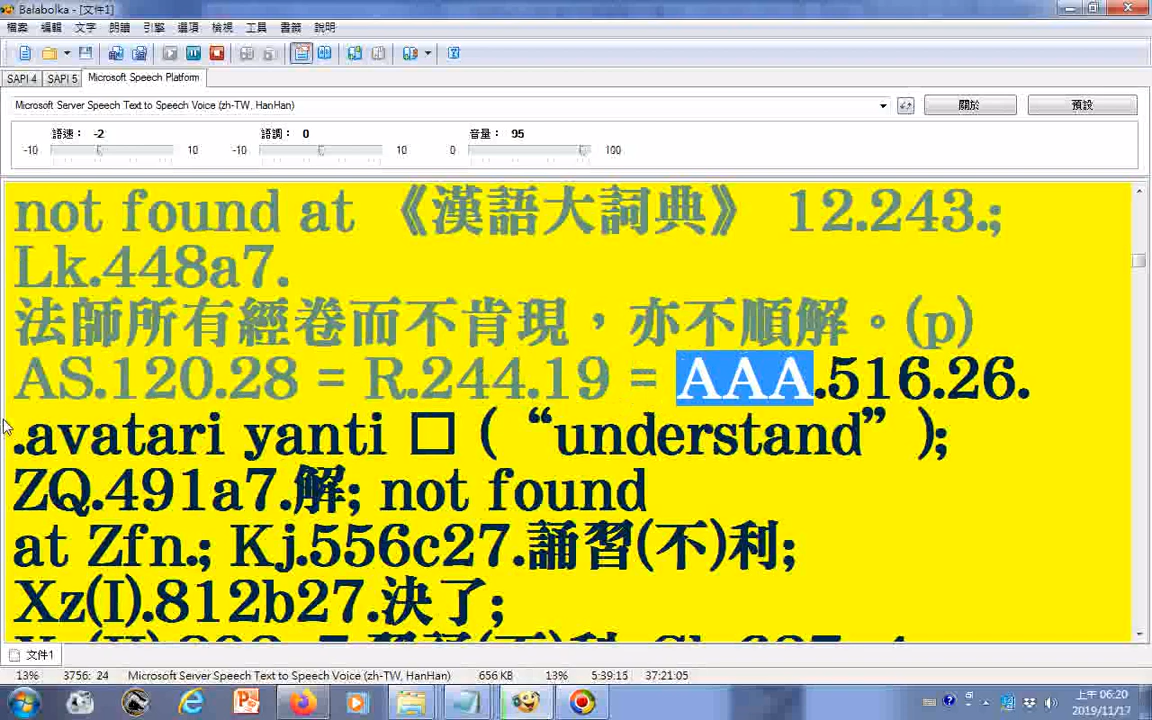 Balabolka - [文件1]
檔案 編輯 文字 朗讀 引擎 選項 檢視 工具 書籤 說明
SAPI 4 SAPI 5 Microsoft Speech Platform
Microsoft Server Speech Text to Speech Voice (zh-TW, HanHan) 關於 預設
語速： -2 語調： 0 音量： 95
-10 10 -10 10 0 100
not found at 《漢語大詞典》 12.243.;
Lk.448a7.
法師所有經卷而不肯現，亦不順解。(p)
AS.120.28 = R.244.19 = AAA.516.26.
.avatari yanti □ (“understand”);
ZQ.491a7.解; not found
at Zfn.; Kj.556c27.誦習(不)利;
Xz(I).812b27.決了;
文件1
13% 3756: 24 Microsoft Server Speech Text to Speech Voice (zh-TW, HanHan) 656 KB 13% 5:39:15 37:21:05
上午 06:20
2019/11/17